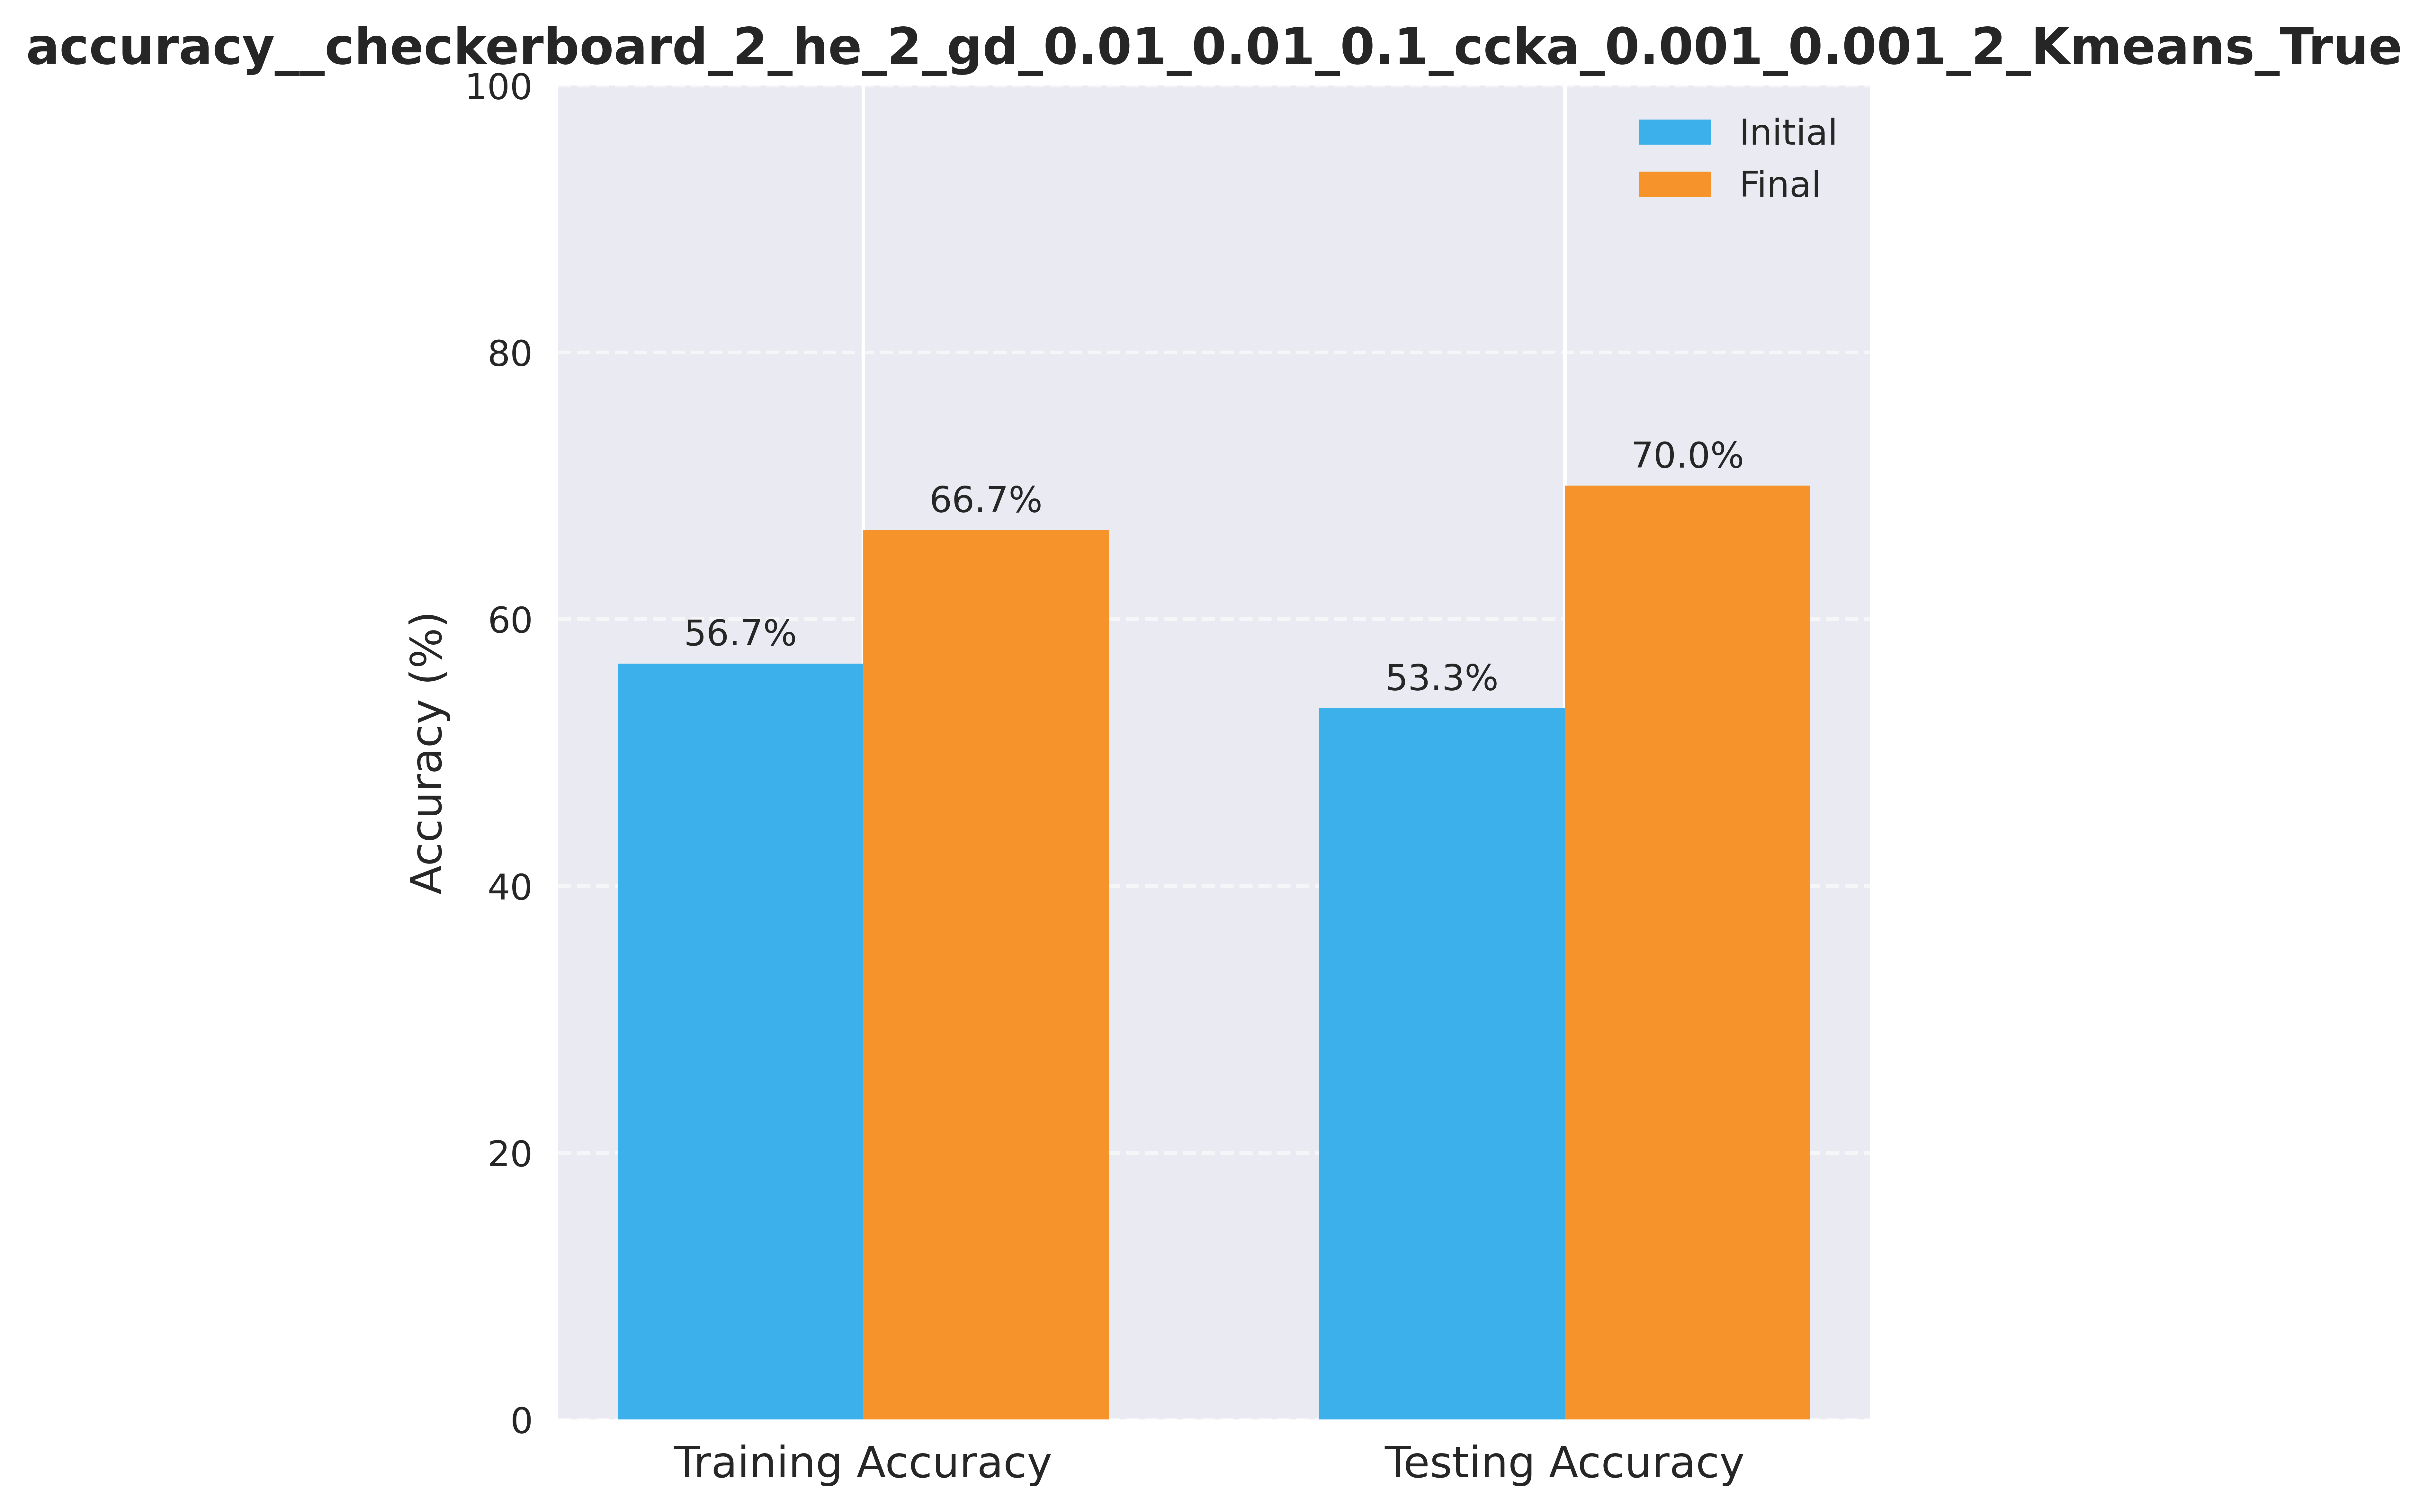 accuracy__checkerboard_2_he_2_gd_0.01_0.01_0.1_ccka_0.001_0.001_2_Kmeans_True
100
80
60
40
20
0
Accuracy (%)
Initial
Final
56.7%
66.7%
53.3%
70.0%
Training Accuracy
Testing Accuracy